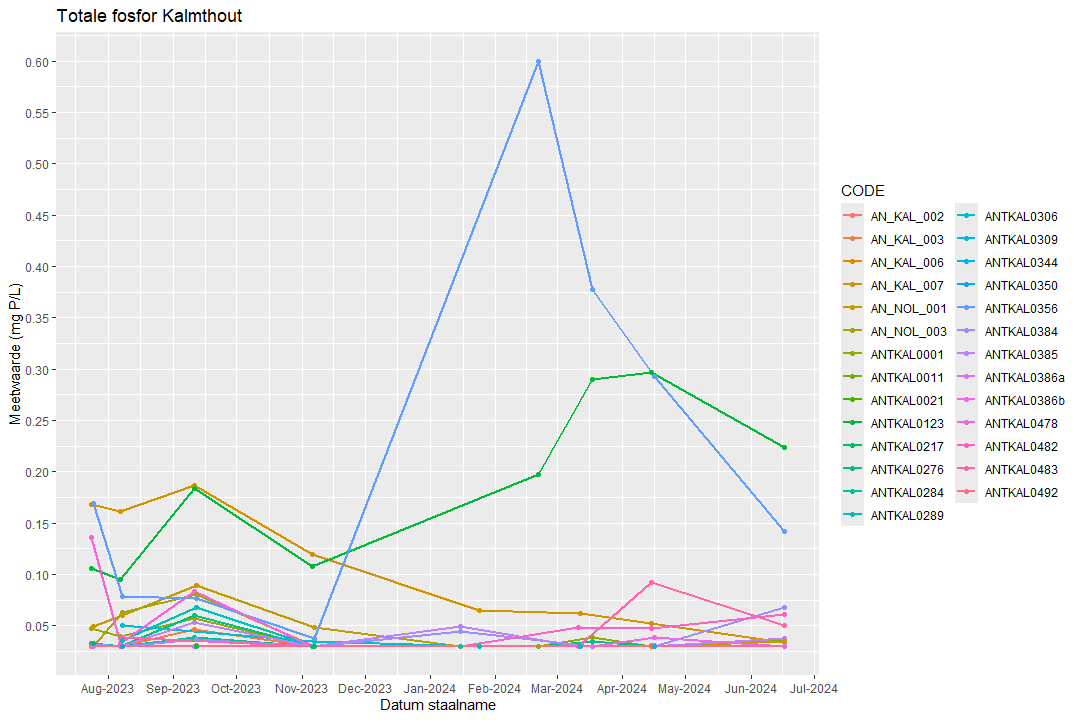 Totale fosfor Kalmthout
Meetwaarde (mg P/L)
0.60
0.55
0.50
0.45
0.40
0.35
0.30
0.25
0.20
0.15
0.10
0.05
Aug-2023 Sep-2023 Oct-2023 Nov-2023 Dec-2023 Jan-2024 Feb-2024 Mar-2024 Apr-2024 May-2024 Jun-2024 Jul-2024
Datum staalname
CODE
AN_KAL_002
AN_KAL_003
AN_KAL_006
AN_KAL_007
AN_NOL_001
AN_NOL_003
ANTKAL0001
ANTKAL0011
ANTKAL0021
ANTKAL0123
ANTKAL0217
ANTKAL0276
ANTKAL0284
ANTKAL0289
ANTKAL0306
ANTKAL0309
ANTKAL0344
ANTKAL0350
ANTKAL0356
ANTKAL0384
ANTKAL0385
ANTKAL0386a
ANTKAL0386b
ANTKAL0478
ANTKAL0482
ANTKAL0483
ANTKAL0492